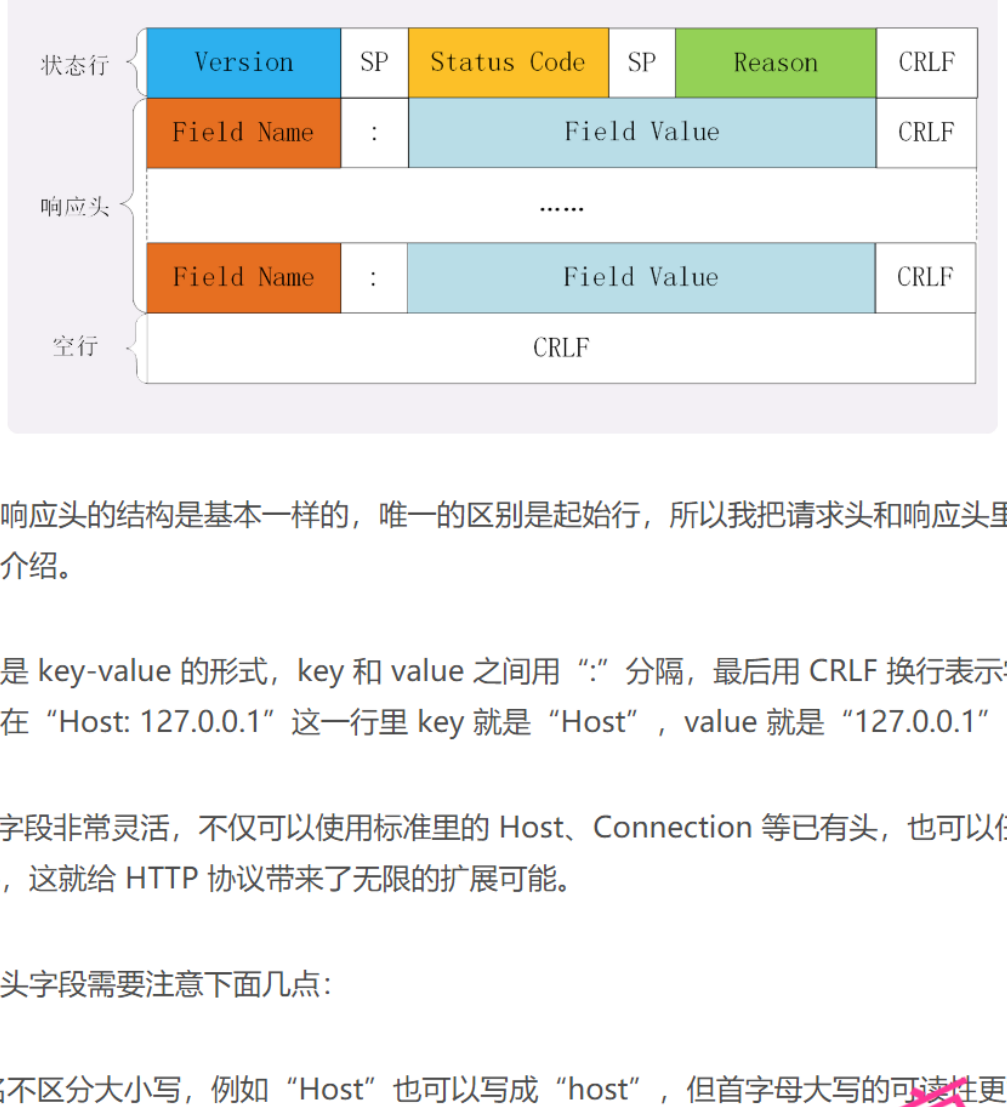 状态行 Version SP Status Code SP Reason CRLF
Field Name : Field Value CRLF
响应头 ......
Field Name : Field Value CRLF
空行 CRLF
响应头的结构是基本一样的，唯一的区别是起始行，所以我把请求头和响应头里
介绍。
是 key-value 的形式，key 和 value 之间用“:”分隔，最后用 CRLF 换行表示
在“Host: 127.0.0.1”这一行里 key 就是“Host”，value 就是“127.0.0.1”
字段非常灵活，不仅可以使用标准里的 Host、Connection 等已有头，也可以任
，这就给 HTTP 协议带来了无限的扩展可能。
头字段需要注意下面几点：
名不区分大小写，例如“Host”也可以写成“host”，但首字母大写的可读性更